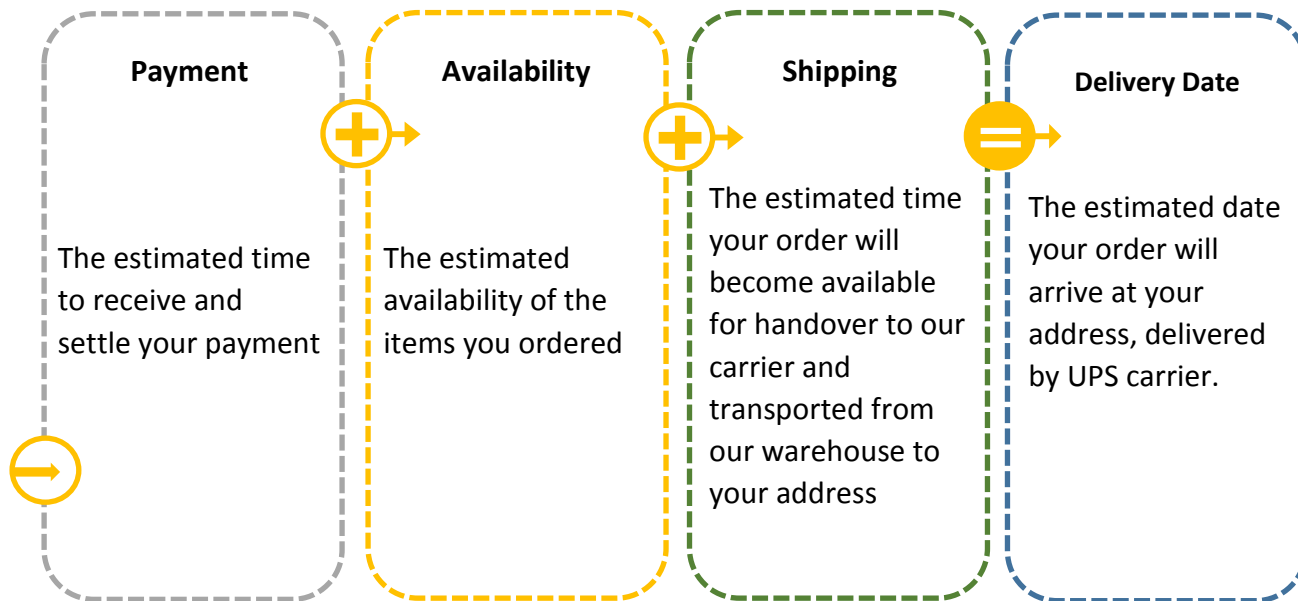 Payment
The estimated time
to receive and
settle your payment
Availability
The estimated
availability of the
items you ordered
Shipping
The estimated time
your order will
become available
for handover to our
carrier and
transported from
our warehouse to
your address
Delivery Date
The estimated date
your order will
arrive at your
address, delivered
by UPS carrier.